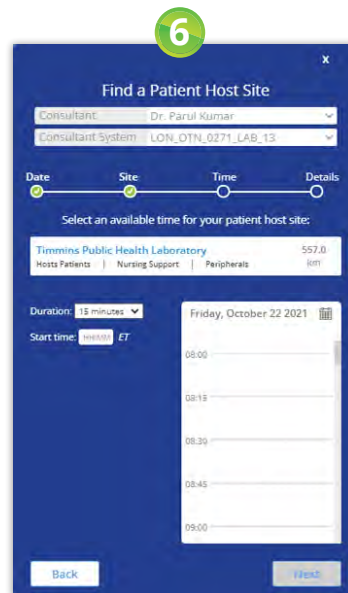 6
x
Find a Patient Host Site
Consultant Dr. Parul Kumar
Consultant System LON_OTN_0271_LAB_13
Date Site Time Details
Select an available time for your patient host site:
Timmins Public Health Laboratory 557.0
Hosts Patients | Nursing Support | Peripherals km
Duration: 15 minutes
Friday, October 22 2021
Start time: HH:MM ET
08:00
08:15
08:30
08:45
09:00
Back Next